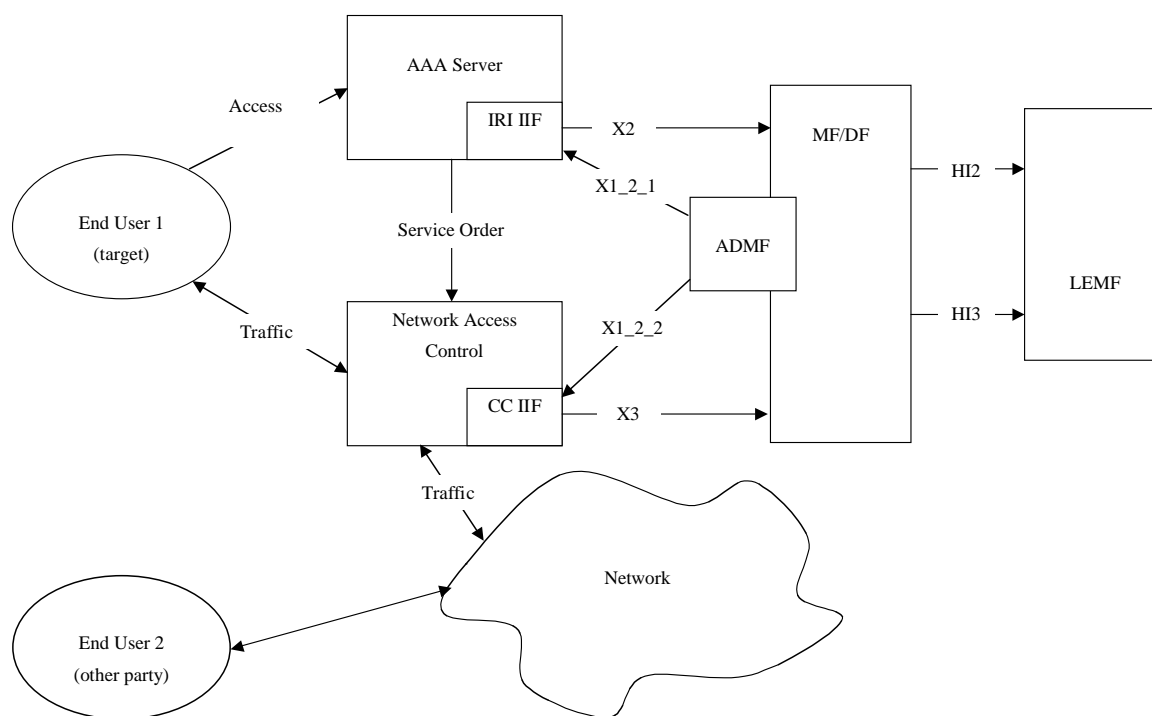 AAA Server
Access
IRI IIF
X2
MF/DF
HI2
X1_2_1
End User 1
(target)
Service Order
ADMF
LEMF
Network Access
Control
Traffic
X1_2_2
HI3
CC IIF
X3
Traffic
Network
End User 2
(other party)